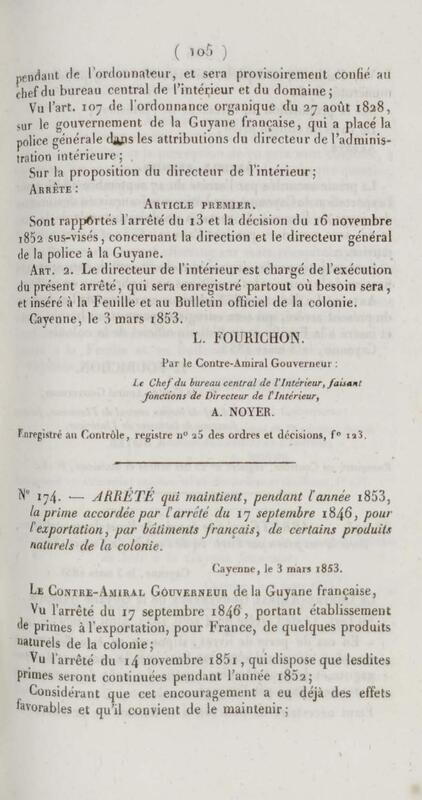 ( 105 )
pendant de l'ordonnateur, et sera provisoirement confié au
chef du bureau central de l'intérieur et du domaine;
Vu l'art. 107 de l'ordonnance organique du 27 août 1828,
sur le gouvernement de la Guyane française, qui a placé la
police générale dans les attributions du directeur de l'adminis-
tration intérieure;
Sur la proposition du directeur de l'intérieur;
ARRÊTE :
ARTICLE PREMIER.
Sont rapportés l'arrêté du 13 et la décision du 16 novembre
1852 sus-visés, concernant la direction et le directeur général
de la police à la Guyane.
ART. 2. Le directeur de l'intérieur est chargé de l'exécution
du présent arrêté, qui sera enregistré partout où besoin sera,
et inséré à la Feuille et au Bulletin officiel de la colonie.
Cayenne, le 3 mars 1853.
L. FOURICHON.
Par le Contre-Amiral Gouverneur :
Le Chef du bureau central de l'Intérieur, faisant
fonctions de Directeur de l'Intérieur,
A. NOYER.
Enregistré au Contrôle, registre n° 25 des ordres et décisions, f° 123.
N° 174. — ARRÊTÉ qui maintient, pendant l'année 1853,
la prime accordée par l'arrêté du 17 septembre 1846, pour
l'exportation, par bâtiments français, de certains produits
naturels de la colonie.
Cayenne, le 3 mars 1853.
LE CONTRE-AMIRAL GOUVERNEUR de la Guyane française,
Vu l'arrêté du 17 septembre 1846, portant établissement
de primes à l'exportation, pour France, de quelques produits
naturels de la colonie;
Vu l'arrêté du 14 novembre 1851, qui dispose que lesdites
primes seront continuées pendant l'année 1852;
Considérant que cet encouragement a eu déjà des effets
favorables et qu'il convient de le maintenir;